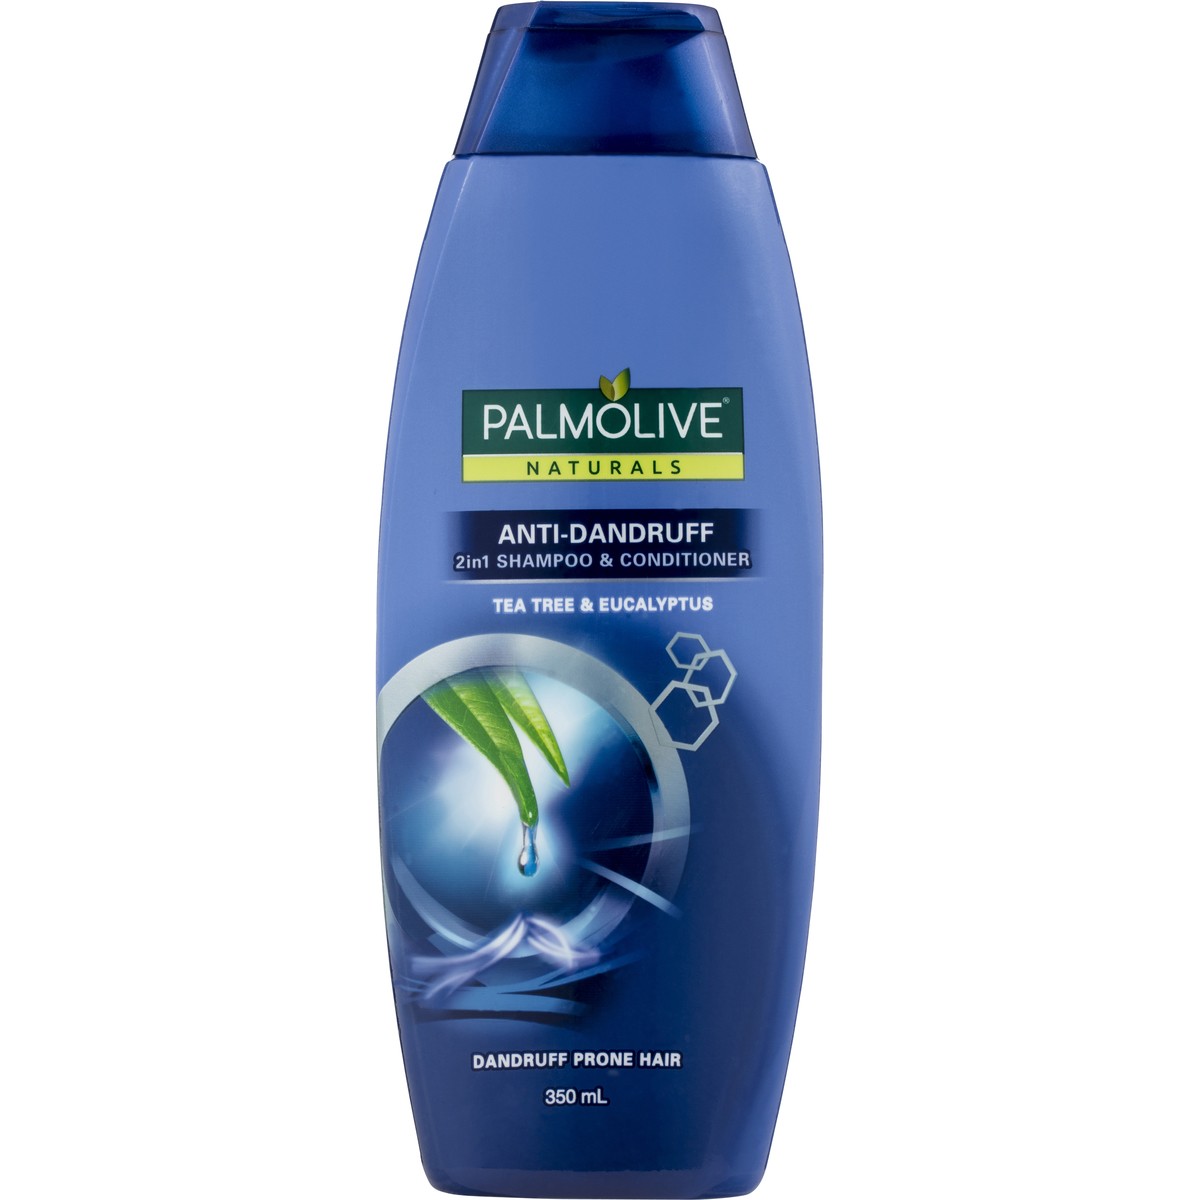 PALMOLIVE®
NATURALS
ANTI-DANDRUFF
2in1 SHAMPOO & CONDITIONER
TEA TREE & EUCALYPTUS
DANDRUFF PRONE HAIR
350 mL